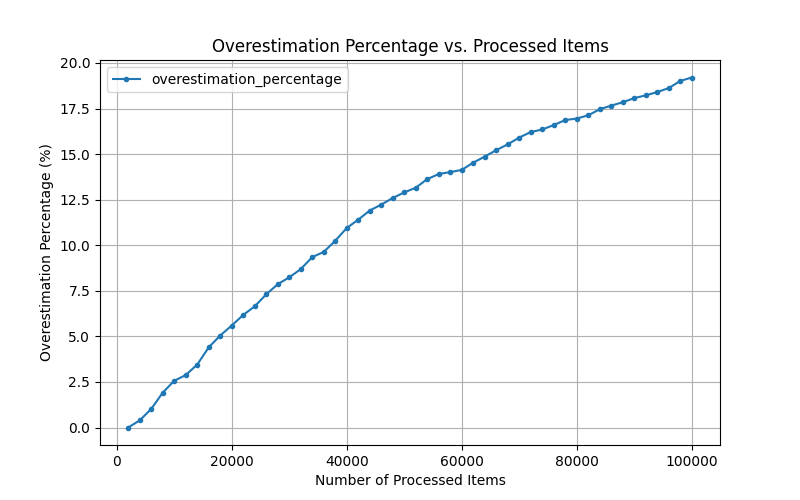 Overestimation Percentage vs. Processed Items
overestimation_percentage
Overestimation Percentage (%)
20.0
17.5
15.0
12.5
10.0
7.5
5.0
2.5
0.0
0 20000 40000 60000 80000 100000
Number of Processed Items